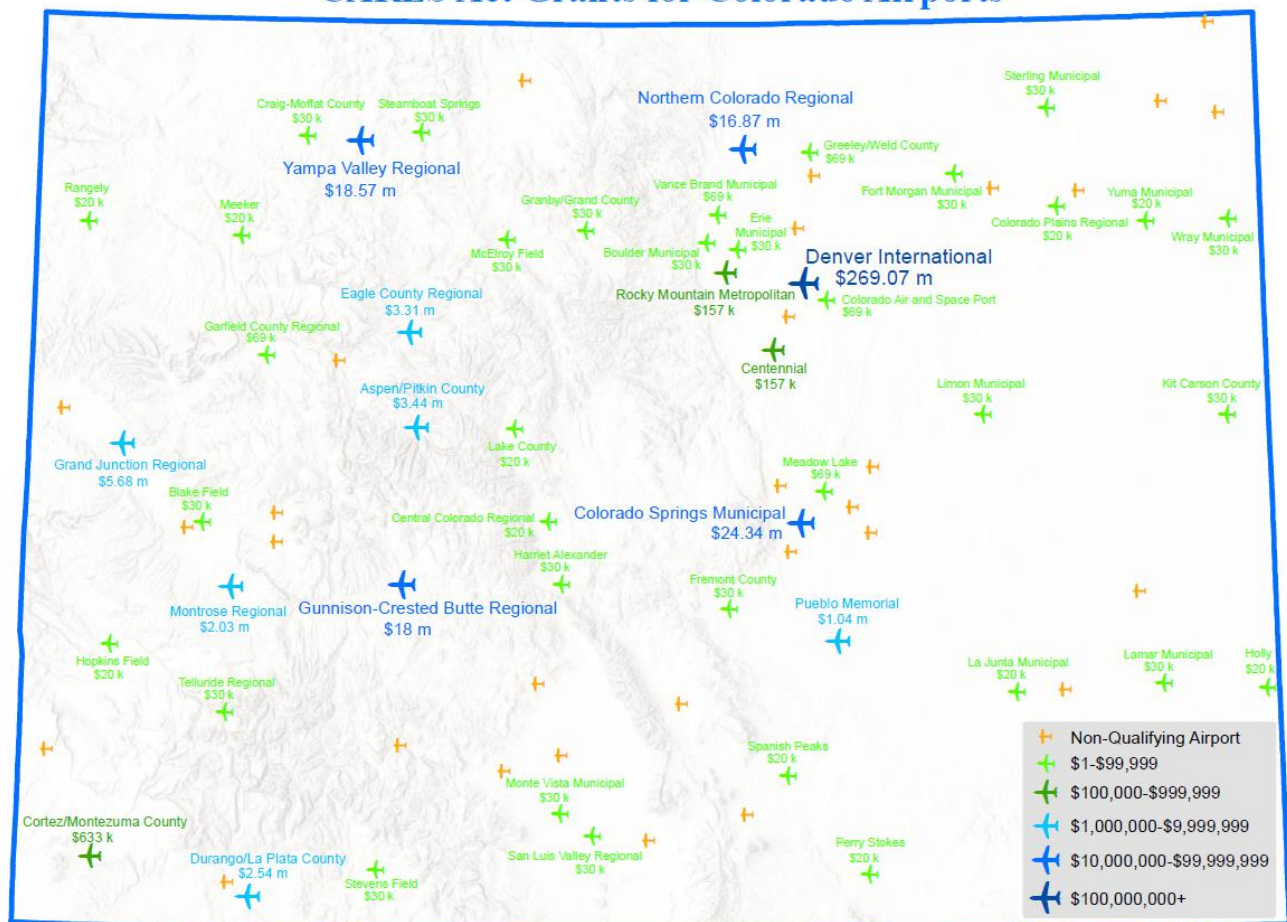 CARES Act Grants for Colorado Airports
Sterling Municipal
$30 k
Craig-Moffat County
$30 k
Steamboat Springs
$30 k
Northern Colorado Regional
$16.87 m
Yampa Valley Regional
$18.57 m
Greeley/Weld County
$69 k
Rangely
$20 k
Meeker
$20 k
Granby/Grand County
$30 k
Vance Brand Municipal
$69 k
Erie
Municipal
$30 k
Fort Morgan Municipal
$30 k
Colorado Plains Regional
$20 k
Yuma Municipal
$20 k
Wray Municipal
$30 k
McElroy Field
$30 k
Boulder Municipal
$30 k
Denver International
$269.07 m
Rocky Mountain Metropolitan
$157 k
Colorado Air and Space Port
$69 k
Eagle County Regional
$3.31 m
Garfield County Regional
$69 k
Centennial
$157 k
Aspen/Pitkin County
$3.44 m
Limon Municipal
$30 k
Kit Carson County
$30 k
Grand Junction Regional
$5.68 m
Lake County
$20 k
Meadow Lake
$69 k
Blake Field
$30 k
Central Colorado Regional
$20 k
Colorado Springs Municipal
$24.34 m
Harriet Alexander
$30 k
Fremont County
$30 k
Montrose Regional
$2.03 m
Gunnison-Crested Butte Regional
$18 m
Pueblo Memorial
$1.04 m
Hopkins Field
$20 k
Telluride Regional
$30 k
La Junta Municipal
$20 k
Lamar Municipal
$30 k
Holly
$20 k
Spanish Peaks
$20 k
Monte Vista Municipal
$30 k
San Luis Valley Regional
$30 k
Perry Stokes
$20 k
Cortez/Montezuma County
$633 k
Durango/La Plata County
$2.54 m
Stevens Field
$30 k
Non-Qualifying Airport
$1-$99,999
$100,000-$999,999
$1,000,000-$9,999,999
$10,000,000-$99,999,999
$100,000,000+